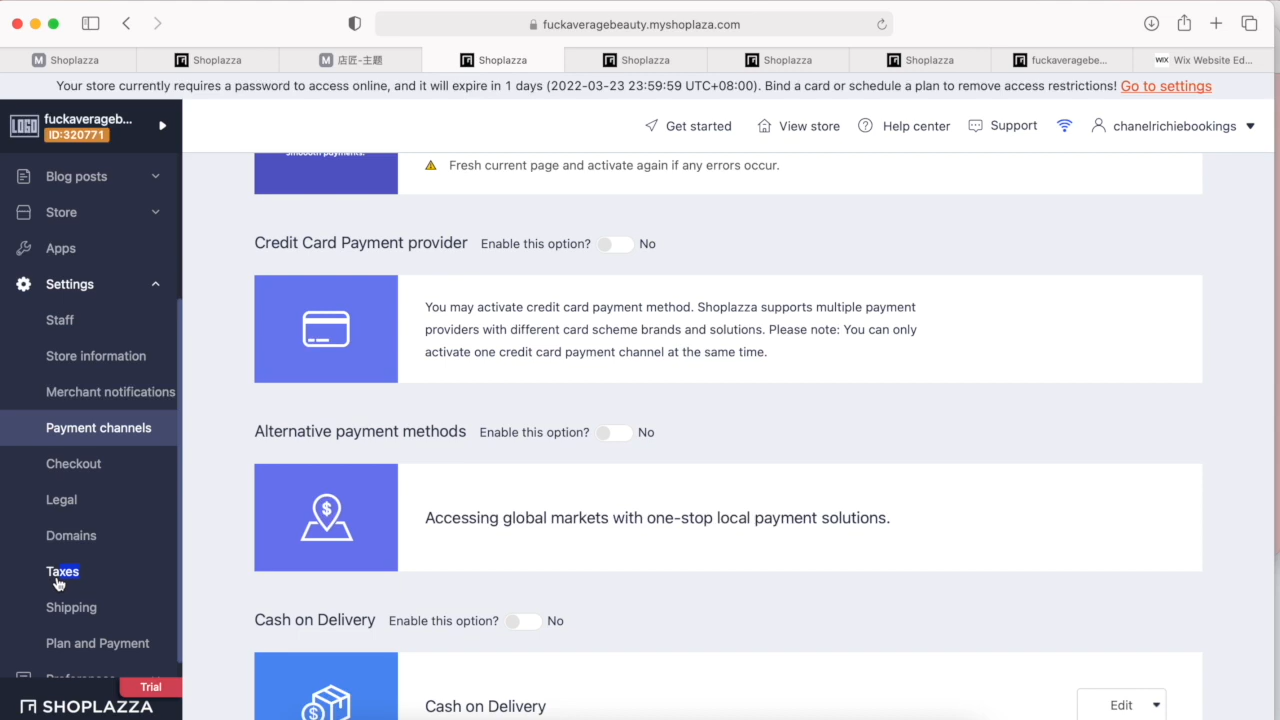 fuckaveragebeauty.myshoplaza.com
Shoplazza
Shoplazza
店匠-主题
Shoplazza
Shoplazza
Shoplazza
Shoplazza
fuckaveragebe...
WIX Wix Website Ed...
Your store currently requires a password to access online, and it will expire in 1 days (2022-03-23 23:59:59 UTC+08:00). Bind a card or schedule a plan to remove access restrictions! Go to settings
LOGO
fuckaverageb...
ID:320771
Get started
View store
Help center
Support
chanelrichiebookings
Blog posts
Store
Apps
Settings
Staff
Store information
Merchant notifications
Payment channels
Checkout
Legal
Domains
Taxes
Shipping
Plan and Payment
Trial
SHOPLAZZA
smooth payments.
Fresh current page and activate again if any errors occur.
Credit Card Payment provider Enable this option? No
You may activate credit card payment method. Shoplazza supports multiple payment
providers with different card scheme brands and solutions. Please note: You can only
activate one credit card payment channel at the same time.
Alternative payment methods Enable this option? No
Accessing global markets with one-stop local payment solutions.
Cash on Delivery Enable this option? No
Cash on Delivery
Edit